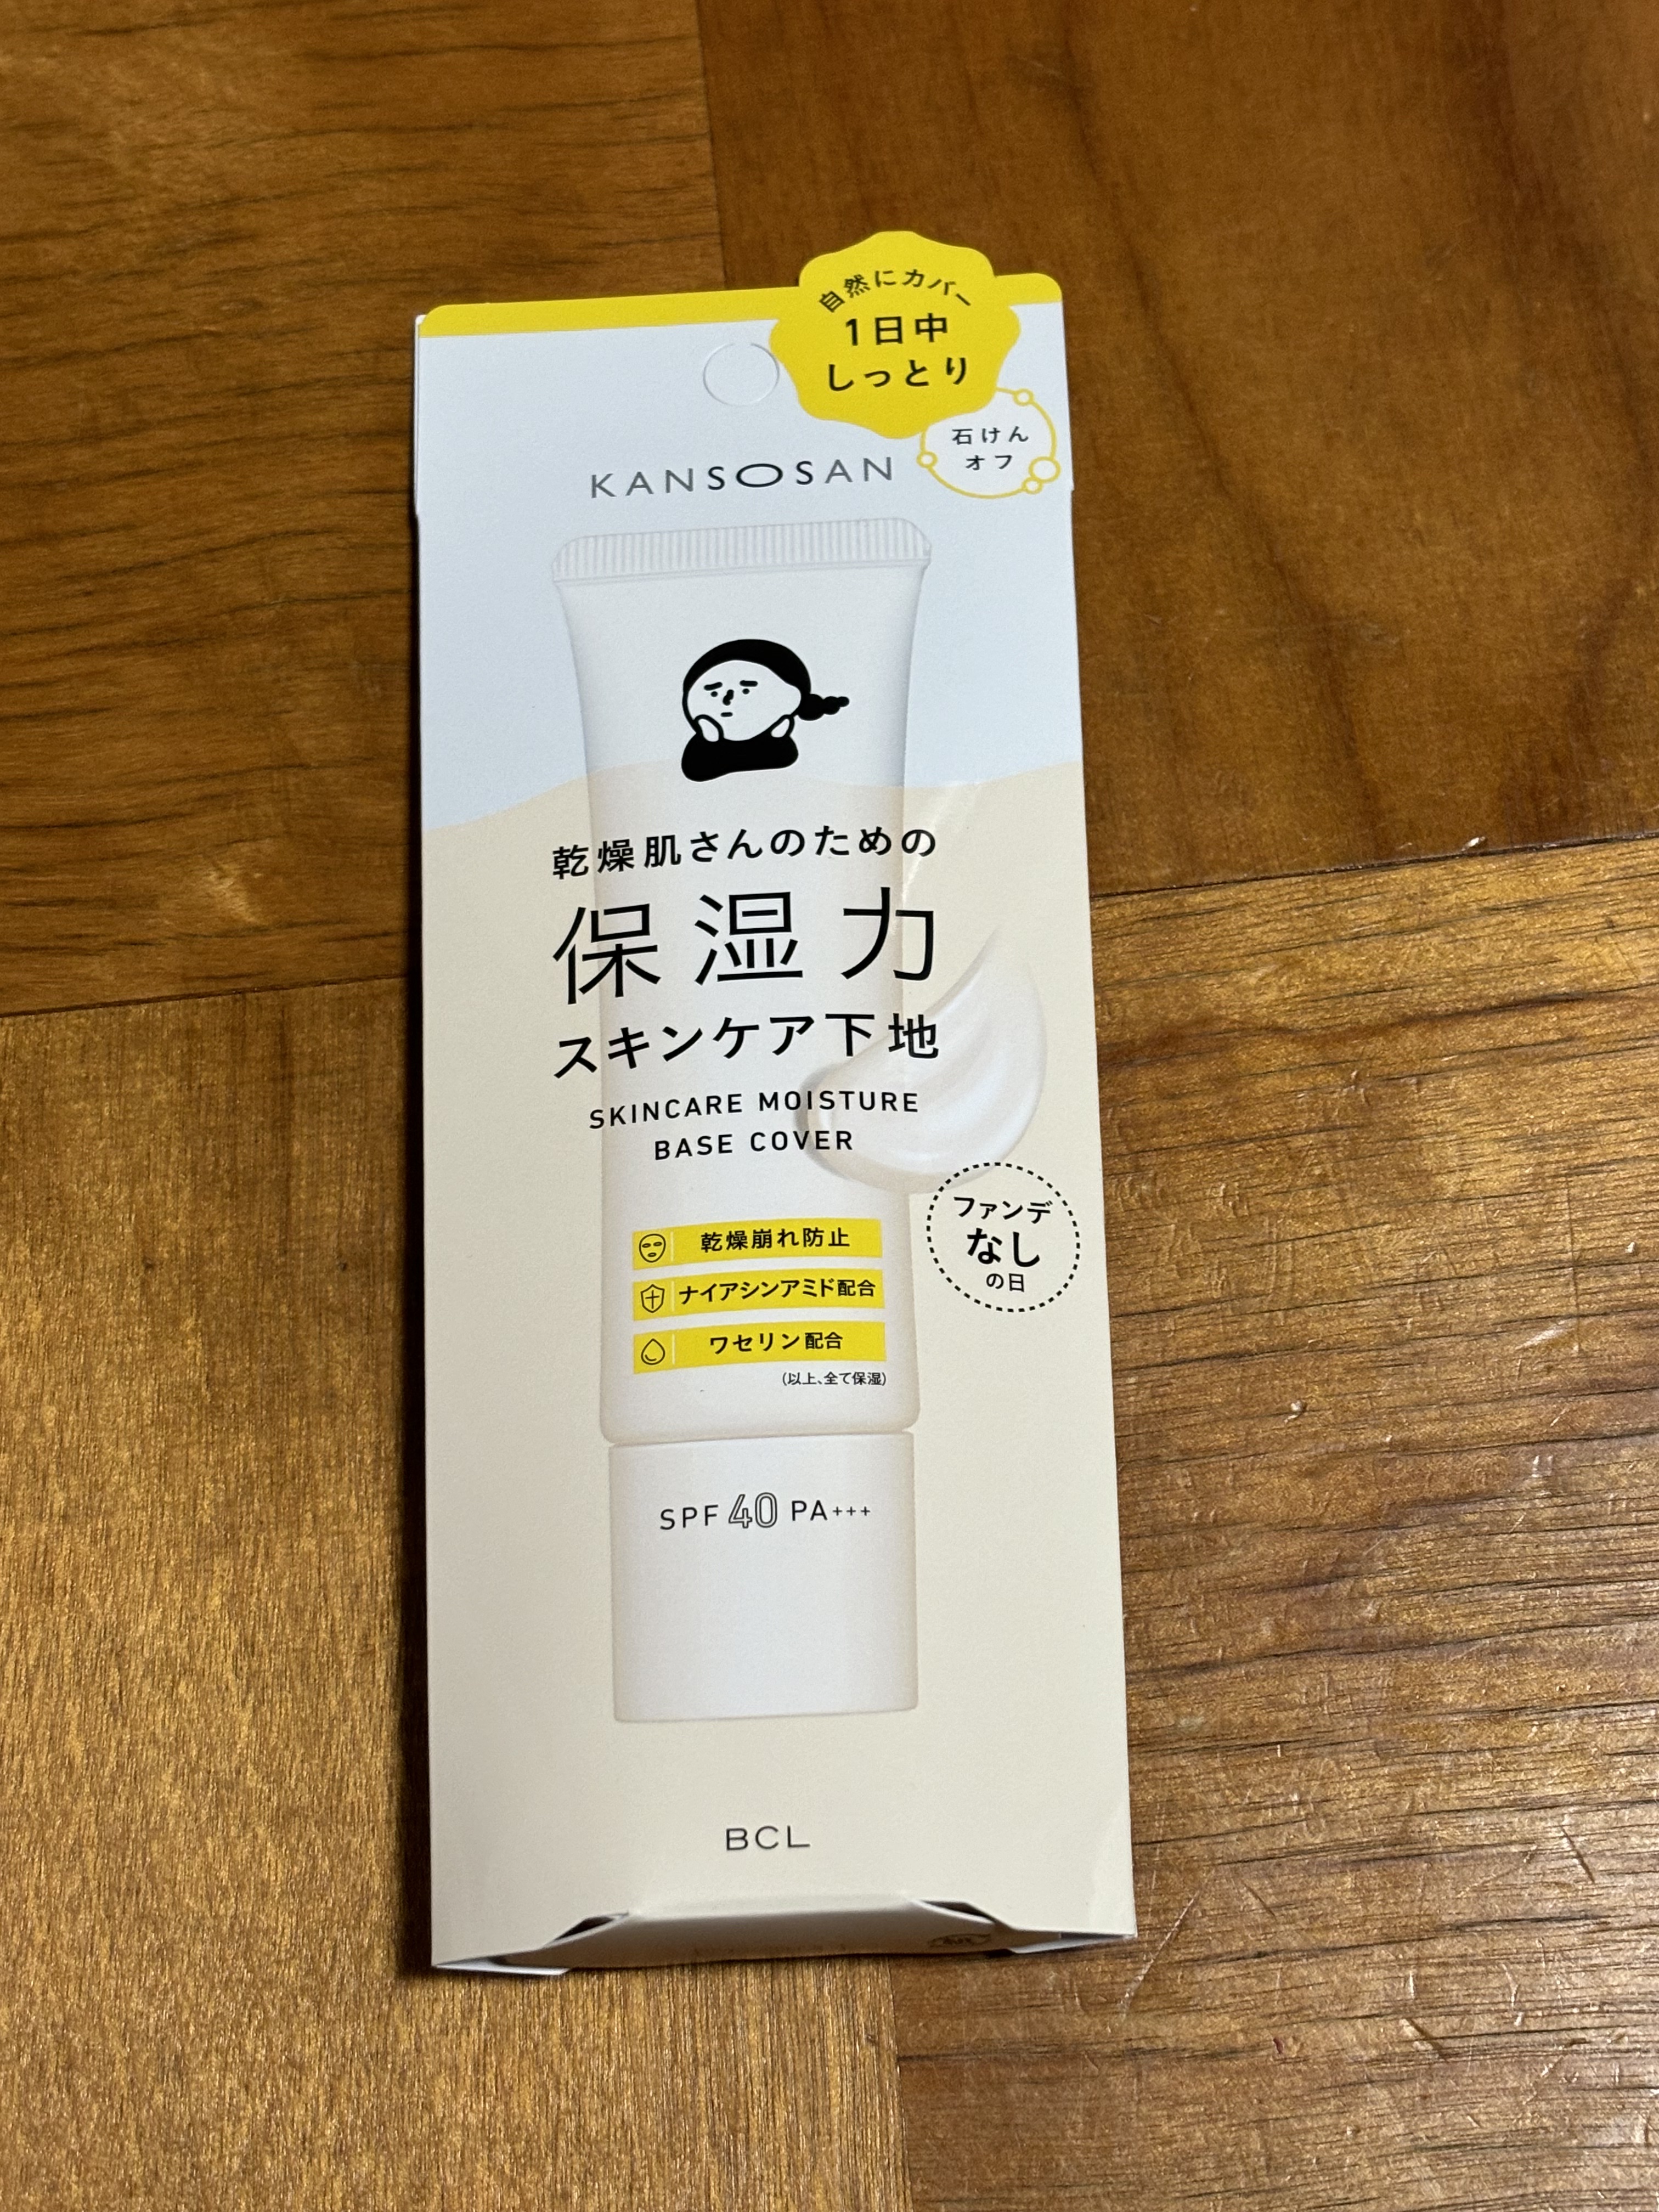 自然にカバー
1日中
しっとり
石けん
オフ
KANSOSAN
乾燥肌さんのための
保湿力
スキンケア下地
SKINCARE MOISTURE
BASE COVER
ファンデ
なし
の日
乾燥崩れ防止
ナイアシンアミド配合
ワセリン配合
(以上、全て保湿)
SPF 40 PA+++
BCL